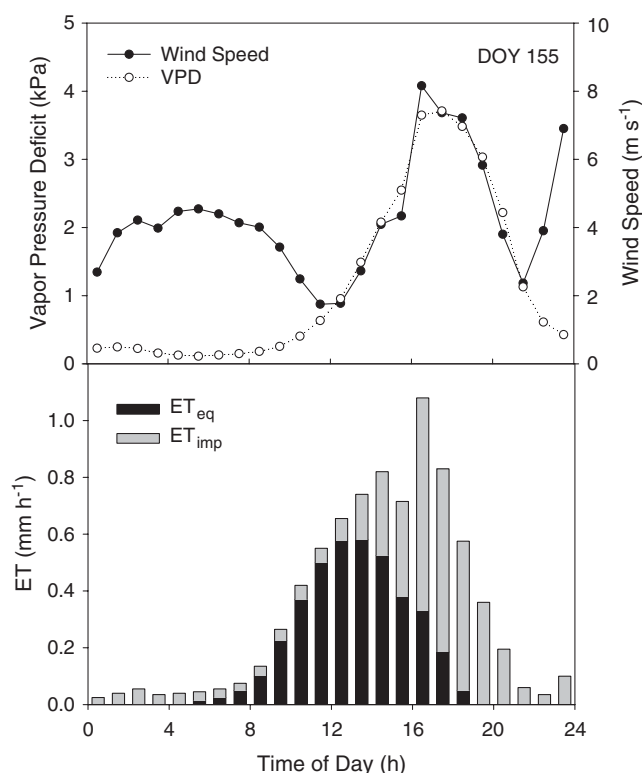 5
4
3
2
1
0
Vapor Pressure Deficit (kPa)
Wind Speed
VPD
DOY 155
10
8
6
4
2
0
Wind Speed (m s⁻¹)
1.0
0.8
0.6
0.4
0.2
0.0
ET (mm h⁻¹)
ETeq
ETimp
0 4 8 12 16 20 24
Time of Day (h)